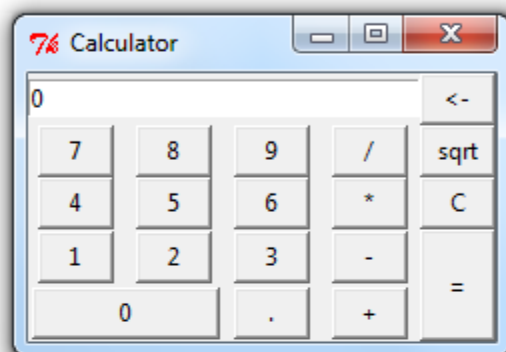 Calculator
0 <-
7 8 9 / sqrt
4 5 6 * C
1 2 3 - =
0 . +